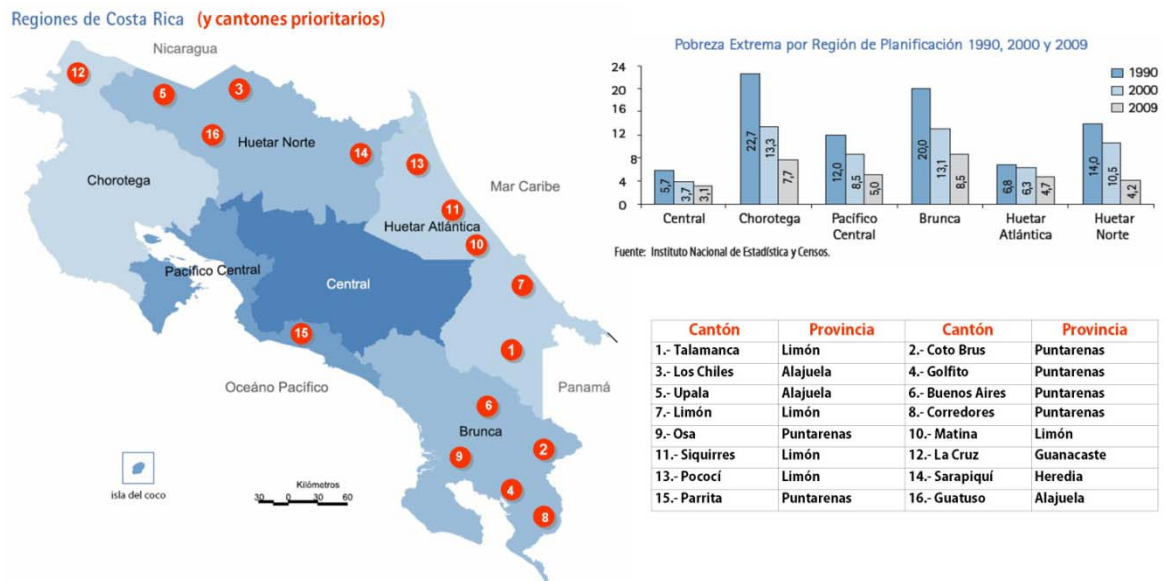 Regiones de Costa Rica (y cantones prioritarios)
Nicaragua
12
5
3
16
Huetar Norte
14
13
Chorotega
Mar Caribe
11
Huetar Atlántica
10
Pacífico Central
Central
7
15
1
Oceáno Pacífico
Panamá
6
Brunca
9
2
4
8
isla del coco
Kilómetros
30 0 30 60
Pobreza Extrema por Región de Planificación 1990, 2000 y 2009
24
20
16
12
8
4
0
1990
2000
2009
5,7 3,7 3,1
22,7 13,3 7,7
12,0 8,5 5,0
20,0 13,1 8,5
6,8 6,3 4,7
14,0 10,5 4,2
Central Chorotega Pacífico Central Brunca Huetar Atlántica Huetar Norte
Fuente: Instituto Nacional de Estadística y Censos.
Cantón Provincia Cantón Provincia
1.- Talamanca Limón 2.- Coto Brus Puntarenas
3.- Los Chiles Alajuela 4.- Golfito Puntarenas
5.- Upala Alajuela 6.- Buenos Aires Puntarenas
7.- Limón Limón 8.- Corredores Puntarenas
9.- Osa Puntarenas 10.- Matina Limón
11.- Siquirres Limón 12.- La Cruz Guanacaste
13.- Pococí Limón 14.- Sarapiquí Heredia
15.- Parrita Puntarenas 16.- Guatuso Alajuela